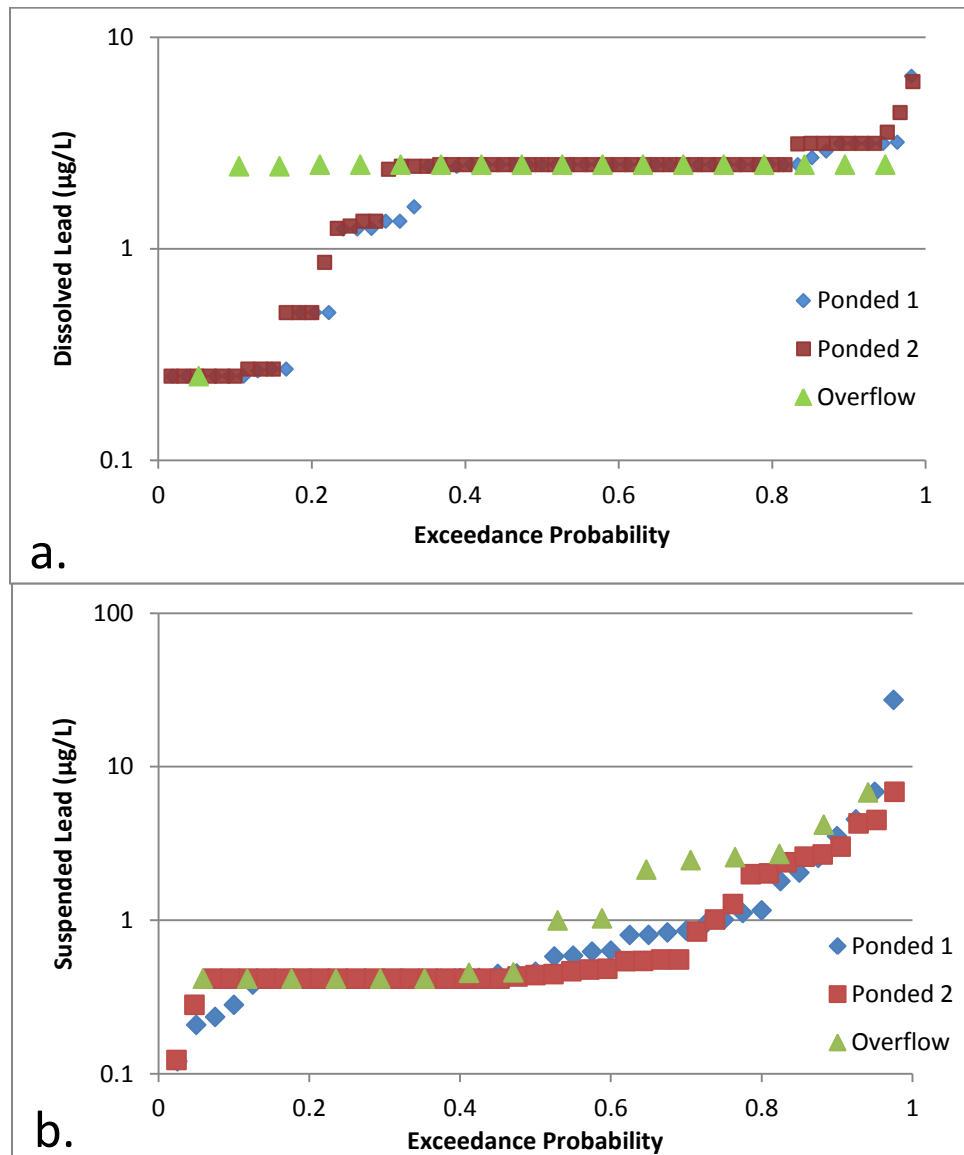 10
1
0.1
Dissolved Lead (µg/L)
0
0.2
0.4
0.6
0.8
1
Exceedance Probability
Ponded 1
Ponded 2
Overflow
a.
100
10
1
0.1
Suspended Lead (µg/L)
0
0.2
0.4
0.6
0.8
1
Exceedance Probability
Ponded 1
Ponded 2
Overflow
b.